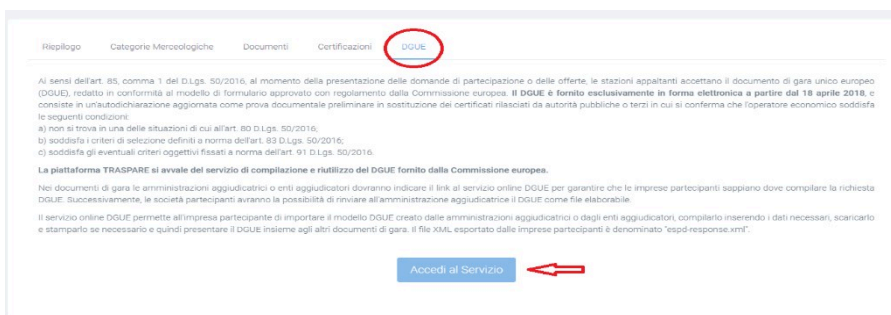 Riepilogo Categorie Merceologiche Documenti Certificazioni DGUE
Ai sensi dell'art. 85, comma 1 del D.Lgs. 50/2016, al momento della presentazione delle domande di partecipazione o delle offerte, le stazioni appaltanti accettano il documento di gara unico europeo
(DGUE), redatto in conformità al modello di formulario approvato con regolamento dalla Commissione europea. Il DGUE è fornito esclusivamente in forma elettronica a partire dal 18 aprile 2018, e
consiste in un'autodichiarazione aggiornata come prova documentale preliminare in sostituzione dei certificati rilasciati da autorità pubbliche o terzi in cui si conferma che l'operatore economico soddisfa
le seguenti condizioni:
a) non si trova in una delle situazioni di cui all'art. 80 D.Lgs. 50/2016;
b) soddisfa i criteri di selezione definiti a norma dell'art. 83 D.Lgs. 50/2016;
c) soddisfa gli eventuali criteri oggettivi fissati a norma dell'art. 91 D.Lgs. 50/2016.
La piattaforma TRASPARE si avvale del servizio di compilazione e riutilizzo del DGUE fornito dalla Commissione europea.
Nei documenti di gara le amministrazioni aggiudicatrici o enti aggiudicatori dovranno indicare il link al servizio online DGUE per garantire che le imprese partecipanti sappiano dove compilare la richiesta
DGUE. Successivamente, le società partecipanti avranno la possibilità di rinviare all'amministrazione aggiudicatrice il DGUE come file elaborabile.
Il servizio online DGUE permette all'impresa partecipante di importare il modello DGUE creato dalle amministrazioni aggiudicatrici o dagli enti aggiudicatori, compilarlo inserendo i dati necessari, scaricarlo
e stamparlo se necessario e quindi presentare il DGUE insieme agli altri documenti di gara. Il file XML esportato dalle imprese partecipanti è denominato "espd-response.xml".
Accedi al Servizio